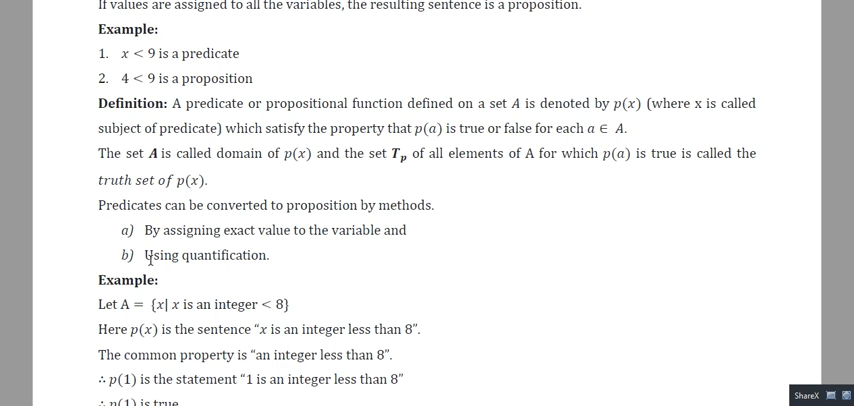 If values are assigned to all the variables, the resulting sentence is a proposition.
Example:
1. x < 9 is a predicate
2. 4 < 9 is a proposition
Definition: A predicate or propositional function defined on a set A is denoted by p(x) (where x is called
subject of predicate) which satisfy the property that p(a) is true or false for each a ∈ A.
The set A is called domain of p(x) and the set Tₚ of all elements of A for which p(a) is true is called the
truth set of p(x).
Predicates can be converted to proposition by methods.
a) By assigning exact value to the variable and
b) Using quantification.
Example:
Let A = {x| x is an integer < 8}
Here p(x) is the sentence “x is an integer less than 8”.
The common property is “an integer less than 8”.
∴ p(1) is the statement “1 is an integer less than 8”
∴ p(1) is true
ShareX